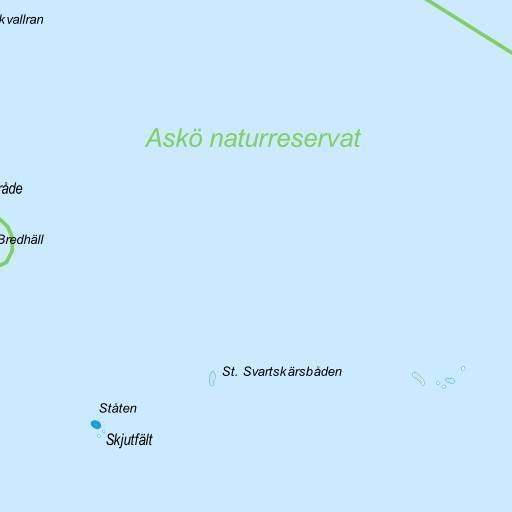 kvallran
Askö naturreservat
råde
Bredhäll
St. Svartskärsbåden
Ståten
Skjutfält